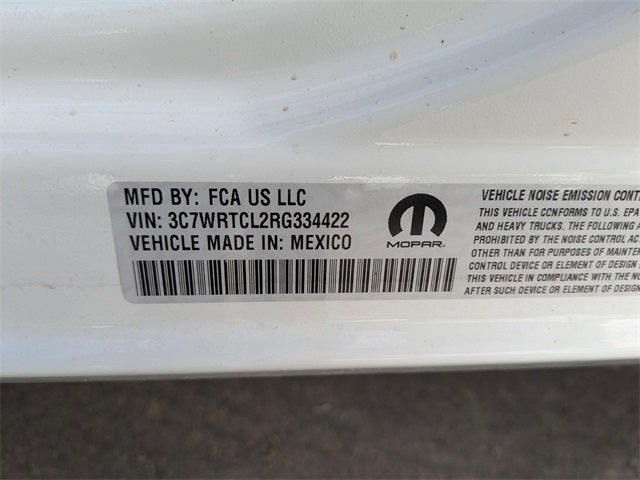 MFD BY: FCA US LLC
VIN: 3C7WRTCL2RG334422
VEHICLE MADE IN: MEXICO
MOPAR
VEHICLE NOISE EMISSION CONT
THIS VEHICLE CONFORMS TO U.S. EPA
AND HEAVY TRUCKS. THE FOLLOWING A
PROHIBITED BY THE NOISE CONTROL AC
OTHER THAN FOR PURPOSES OF MAINTEN
CONTROL DEVICE OR ELEMENT OF DESIGN
THIS VEHICLE IN COMPLIANCE WITH THE N
AFTER SUCH DEVICE OR ELEMENT OF DESIGN